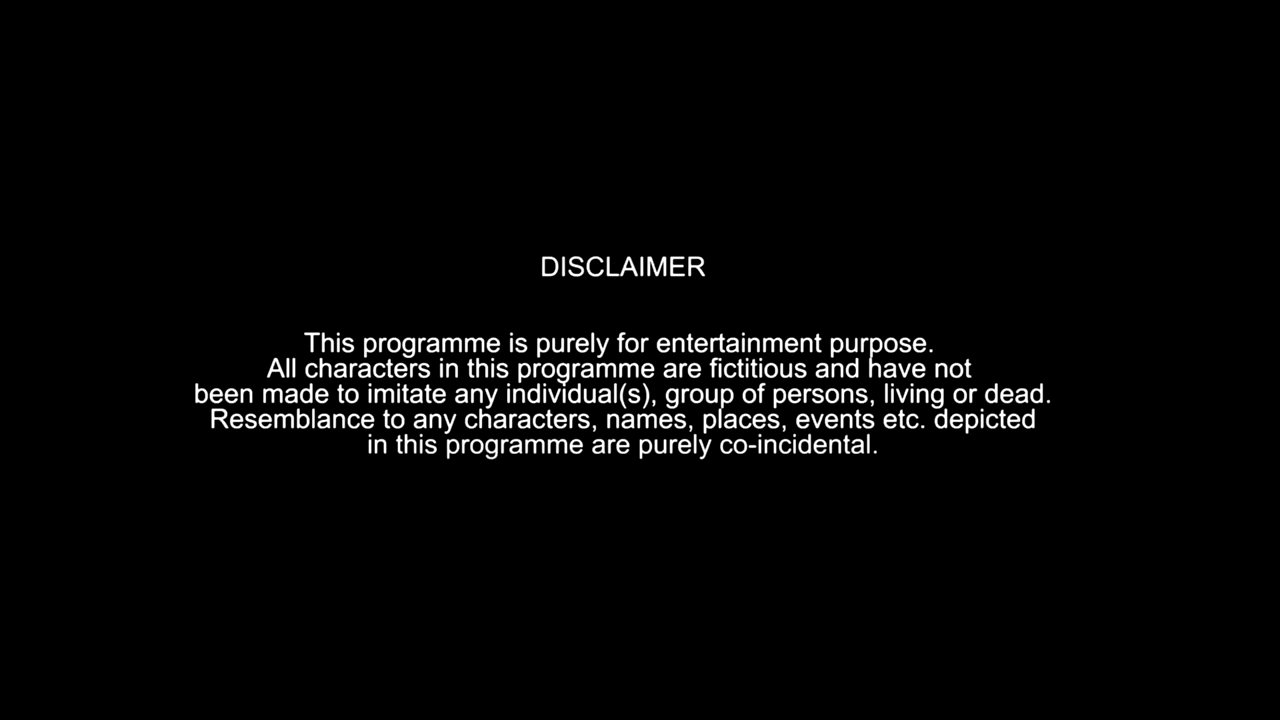 DISCLAIMER
This programme is purely for entertainment purpose.
All characters in this programme are fictitious and have not
been made to imitate any individual(s), group of persons, living or dead.
Resemblance to any characters, names, places, events etc. depicted
in this programme are purely co-incidental.